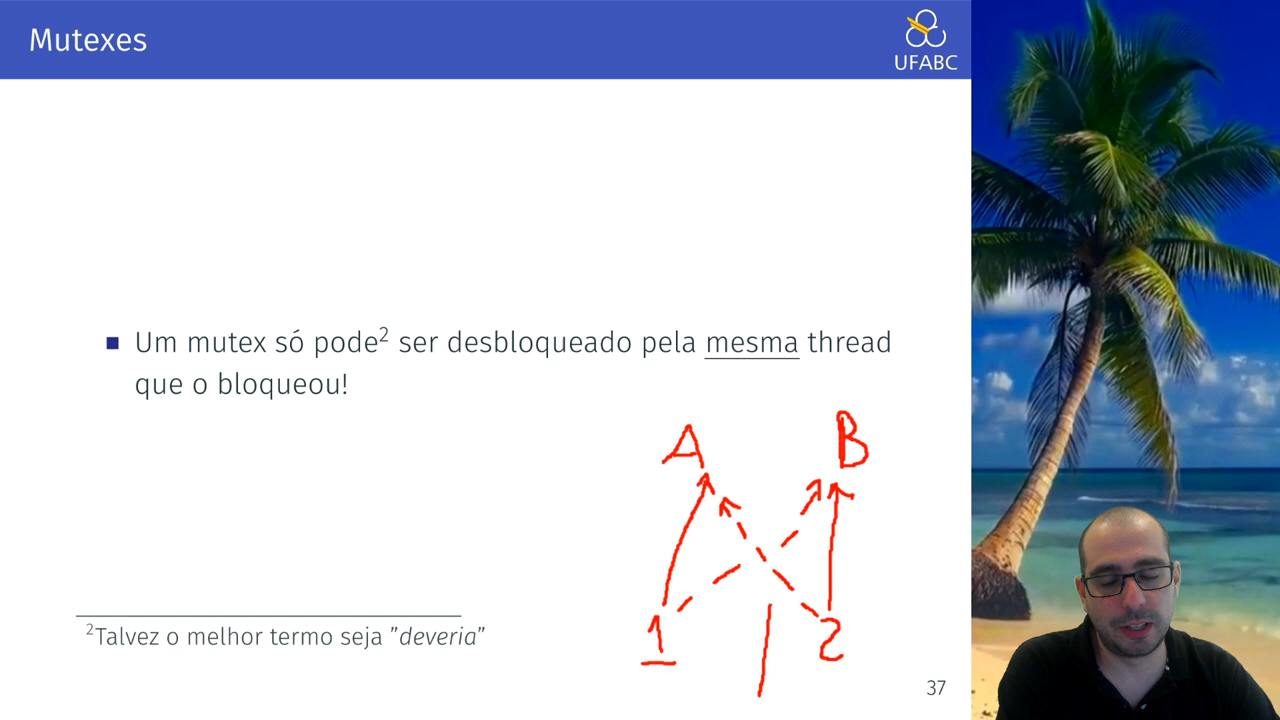 Mutexes
UFABC
Um mutex só pode² ser desbloqueado pela mesma thread
que o bloqueou!
A B
1 2
²Talvez o melhor termo seja ”deveria”
37